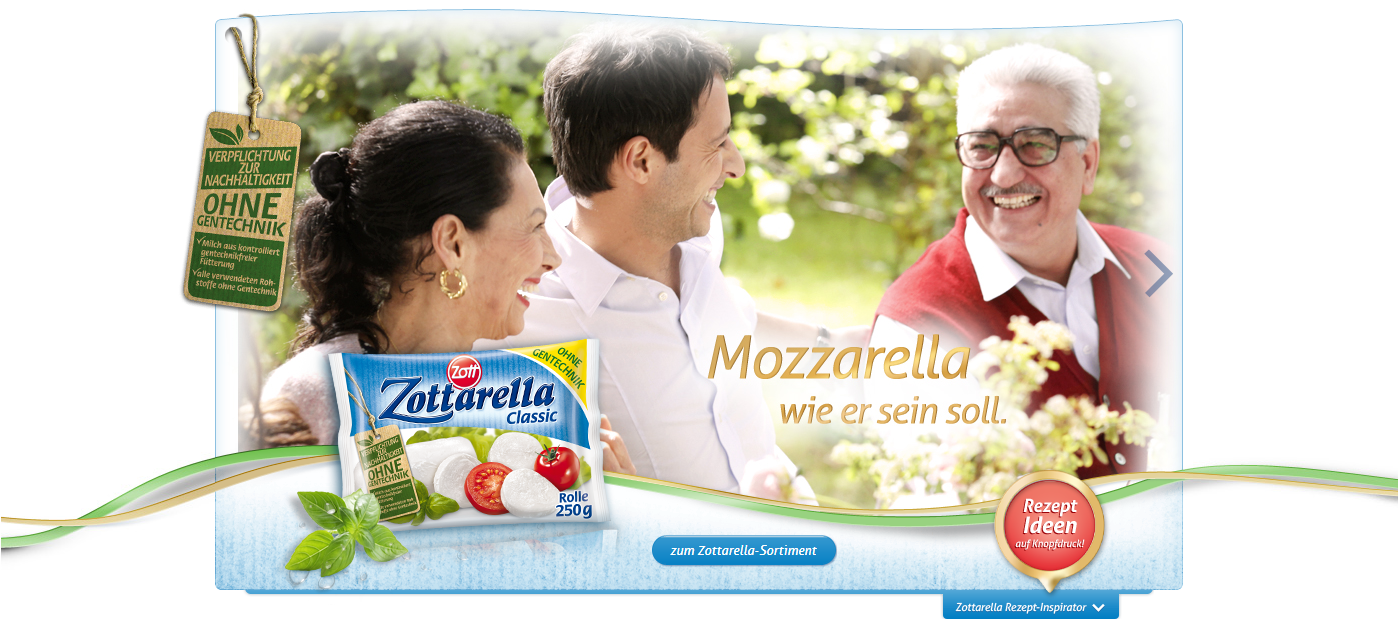 VERPFLICHTUNG
ZUR
NACHHALTIGKEIT
OHNE
GENTECHNIK
Milch aus kontrolliert
gentechnikfreier
Fütterung
alle verwendeten Roh-
stoffe ohne Gentechnik
Mozzarella
wie er sein soll.
OHNE
GENTECHNIK
Zott
Zottarella
Classic
VERPFLICHTUNG
ZUR
NACHHALTIGKEIT
OHNE
GENTECHNIK
Rolle
250g
zum Zottarella-Sortiment
Rezept
Ideen
auf Knopfdruck!
Zottarella Rezept-Inspirator